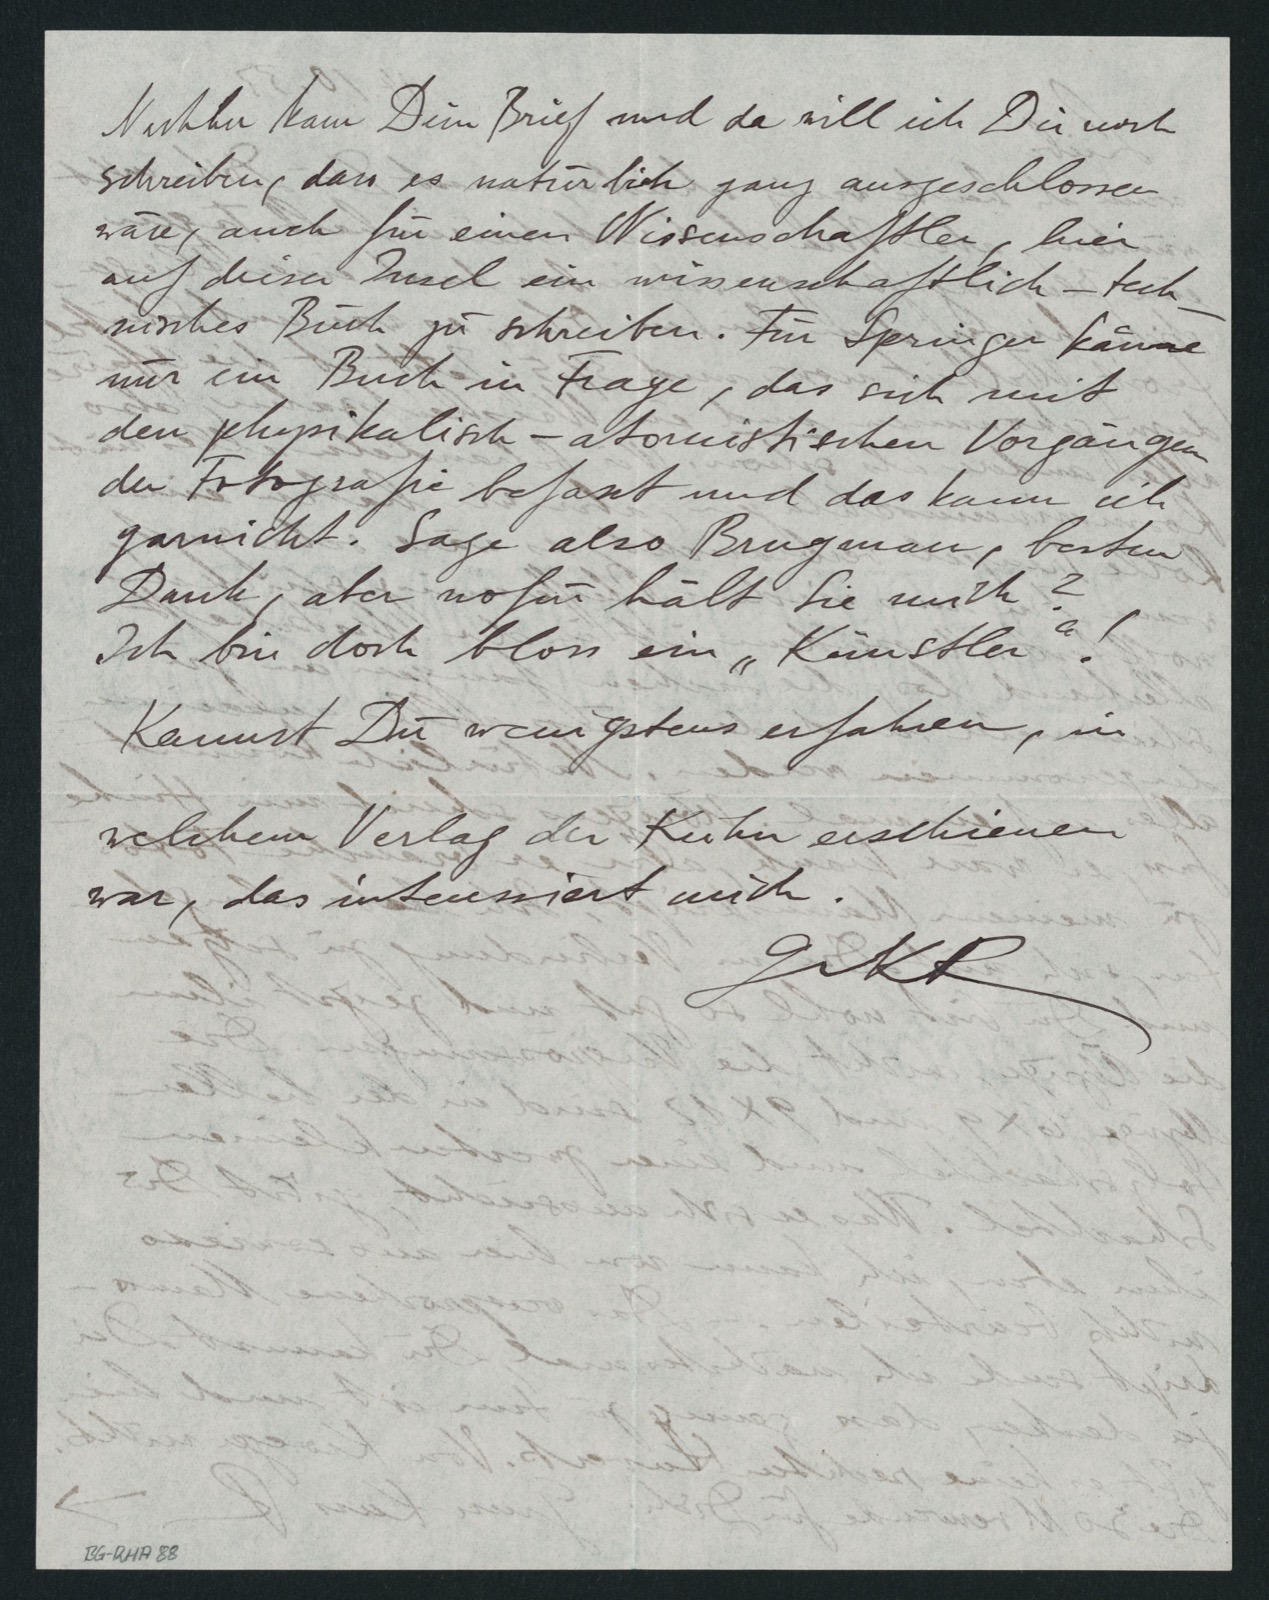 Nachher kam Dein Brief und da will ich Dir noch
schreiben, dass es natürlich ganz ausgeschlossen
wäre, auch für einen Wissenschaftler, hier
auf dieser Insel ein wissenschaftlich-tech-
nisches Buch zu schreiben. Für Springer käme
nur ein Buch in Frage, das sich mit
den physikalisch-atomistischen Vorgängen
der Fotografie befasst und das kann ich
garnicht. Sage also Brugman, besten
Dank, aber wofür hält Sie mich?
Ich bin doch bloss ein „Künstler“!
Kannst Du wenigstens erfahren, in
welchem Verlag der Kuhn erschienen
war, das interessiert mich.
BG-RHA 88